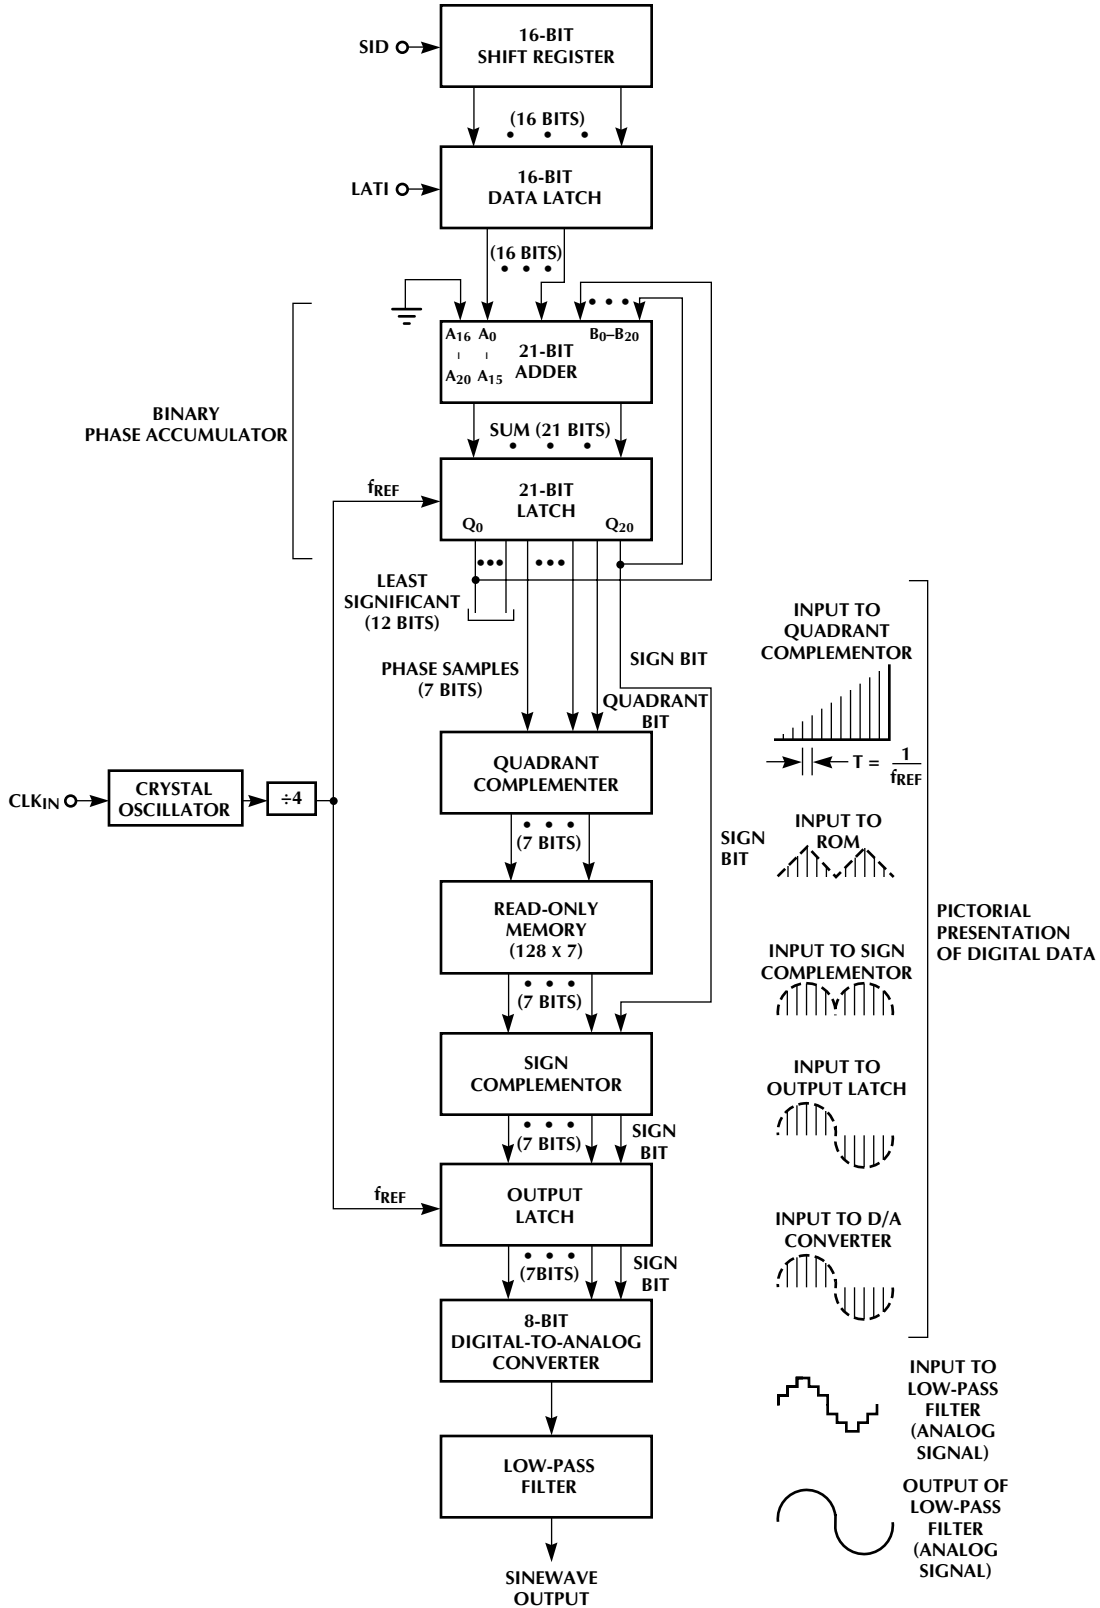 SID
16-BIT
SHIFT REGISTER
(16 BITS)
LATI
16-BIT
DATA LATCH
(16 BITS)
A16 A0
B0–B20
21-BIT
ADDER
A20 A15
BINARY
PHASE ACCUMULATOR
SUM (21 BITS)
fREF
21-BIT
LATCH
Q0
Q20
LEAST
SIGNIFICANT
(12 BITS)
PHASE SAMPLES
(7 BITS)
SIGN BIT
QUADRANT
BIT
QUADRANT
COMPLEMENTER
CLKIN
CRYSTAL
OSCILLATOR
÷4
(7 BITS)
SIGN
BIT
READ-ONLY
MEMORY
(128 X 7)
(7 BITS)
SIGN
COMPLEMENTOR
(7 BITS)
SIGN
BIT
fREF
OUTPUT
LATCH
(7BITS)
SIGN
BIT
8-BIT
DIGITAL-TO-ANALOG
CONVERTER
LOW-PASS
FILTER
SINEWAVE
OUTPUT
INPUT TO
QUADRANT
COMPLEMENTOR
T = 1
fREF
INPUT TO
ROM
INPUT TO SIGN
COMPLEMENTOR
INPUT TO
OUTPUT LATCH
INPUT TO D/A
CONVERTER
PICTORIAL
PRESENTATION
OF DIGITAL DATA
INPUT TO
LOW-PASS
FILTER
(ANALOG
SIGNAL)
OUTPUT OF
LOW-PASS
FILTER
(ANALOG
SIGNAL)